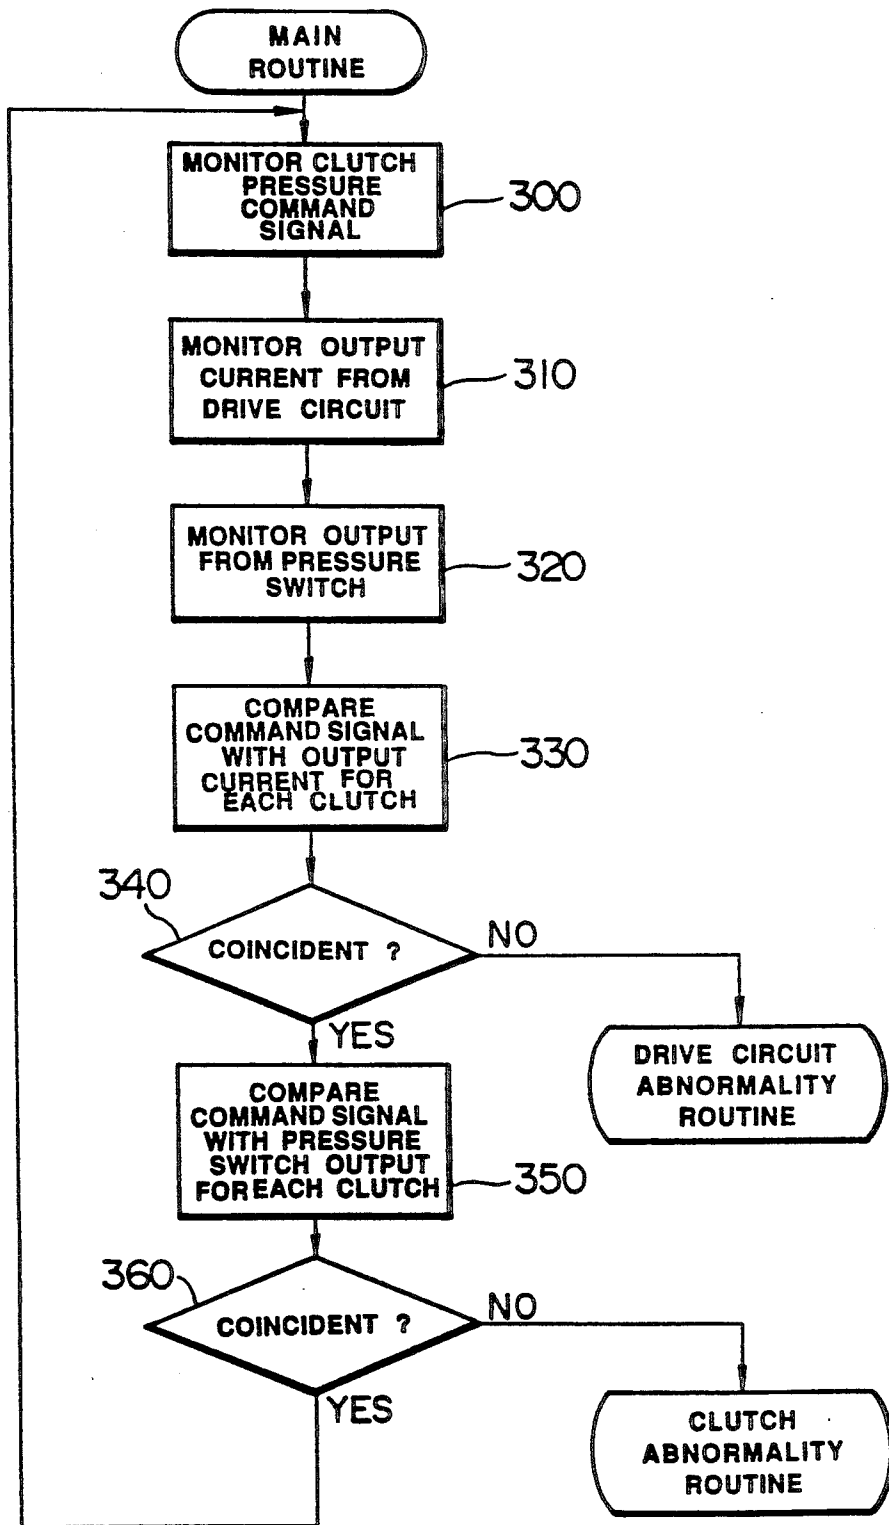 MAIN
ROUTINE
MONITOR CLUTCH
PRESSURE
COMMAND
SIGNAL
300
MONITOR OUTPUT
CURRENT FROM
DRIVE CIRCUIT
310
MONITOR OUTPUT
FROM PRESSURE
SWITCH
320
COMPARE
COMMAND SIGNAL
WITH OUTPUT
CURRENT FOR
EACH CLUTCH
330
340
COINCIDENT ?
NO
YES
DRIVE CIRCUIT
ABNORMALITY
ROUTINE
COMPARE
COMMAND SIGNAL
WITH PRESSURE
SWITCH OUTPUT
FOR EACH CLUTCH
350
360
COINCIDENT ?
NO
YES
CLUTCH
ABNORMALITY
ROUTINE